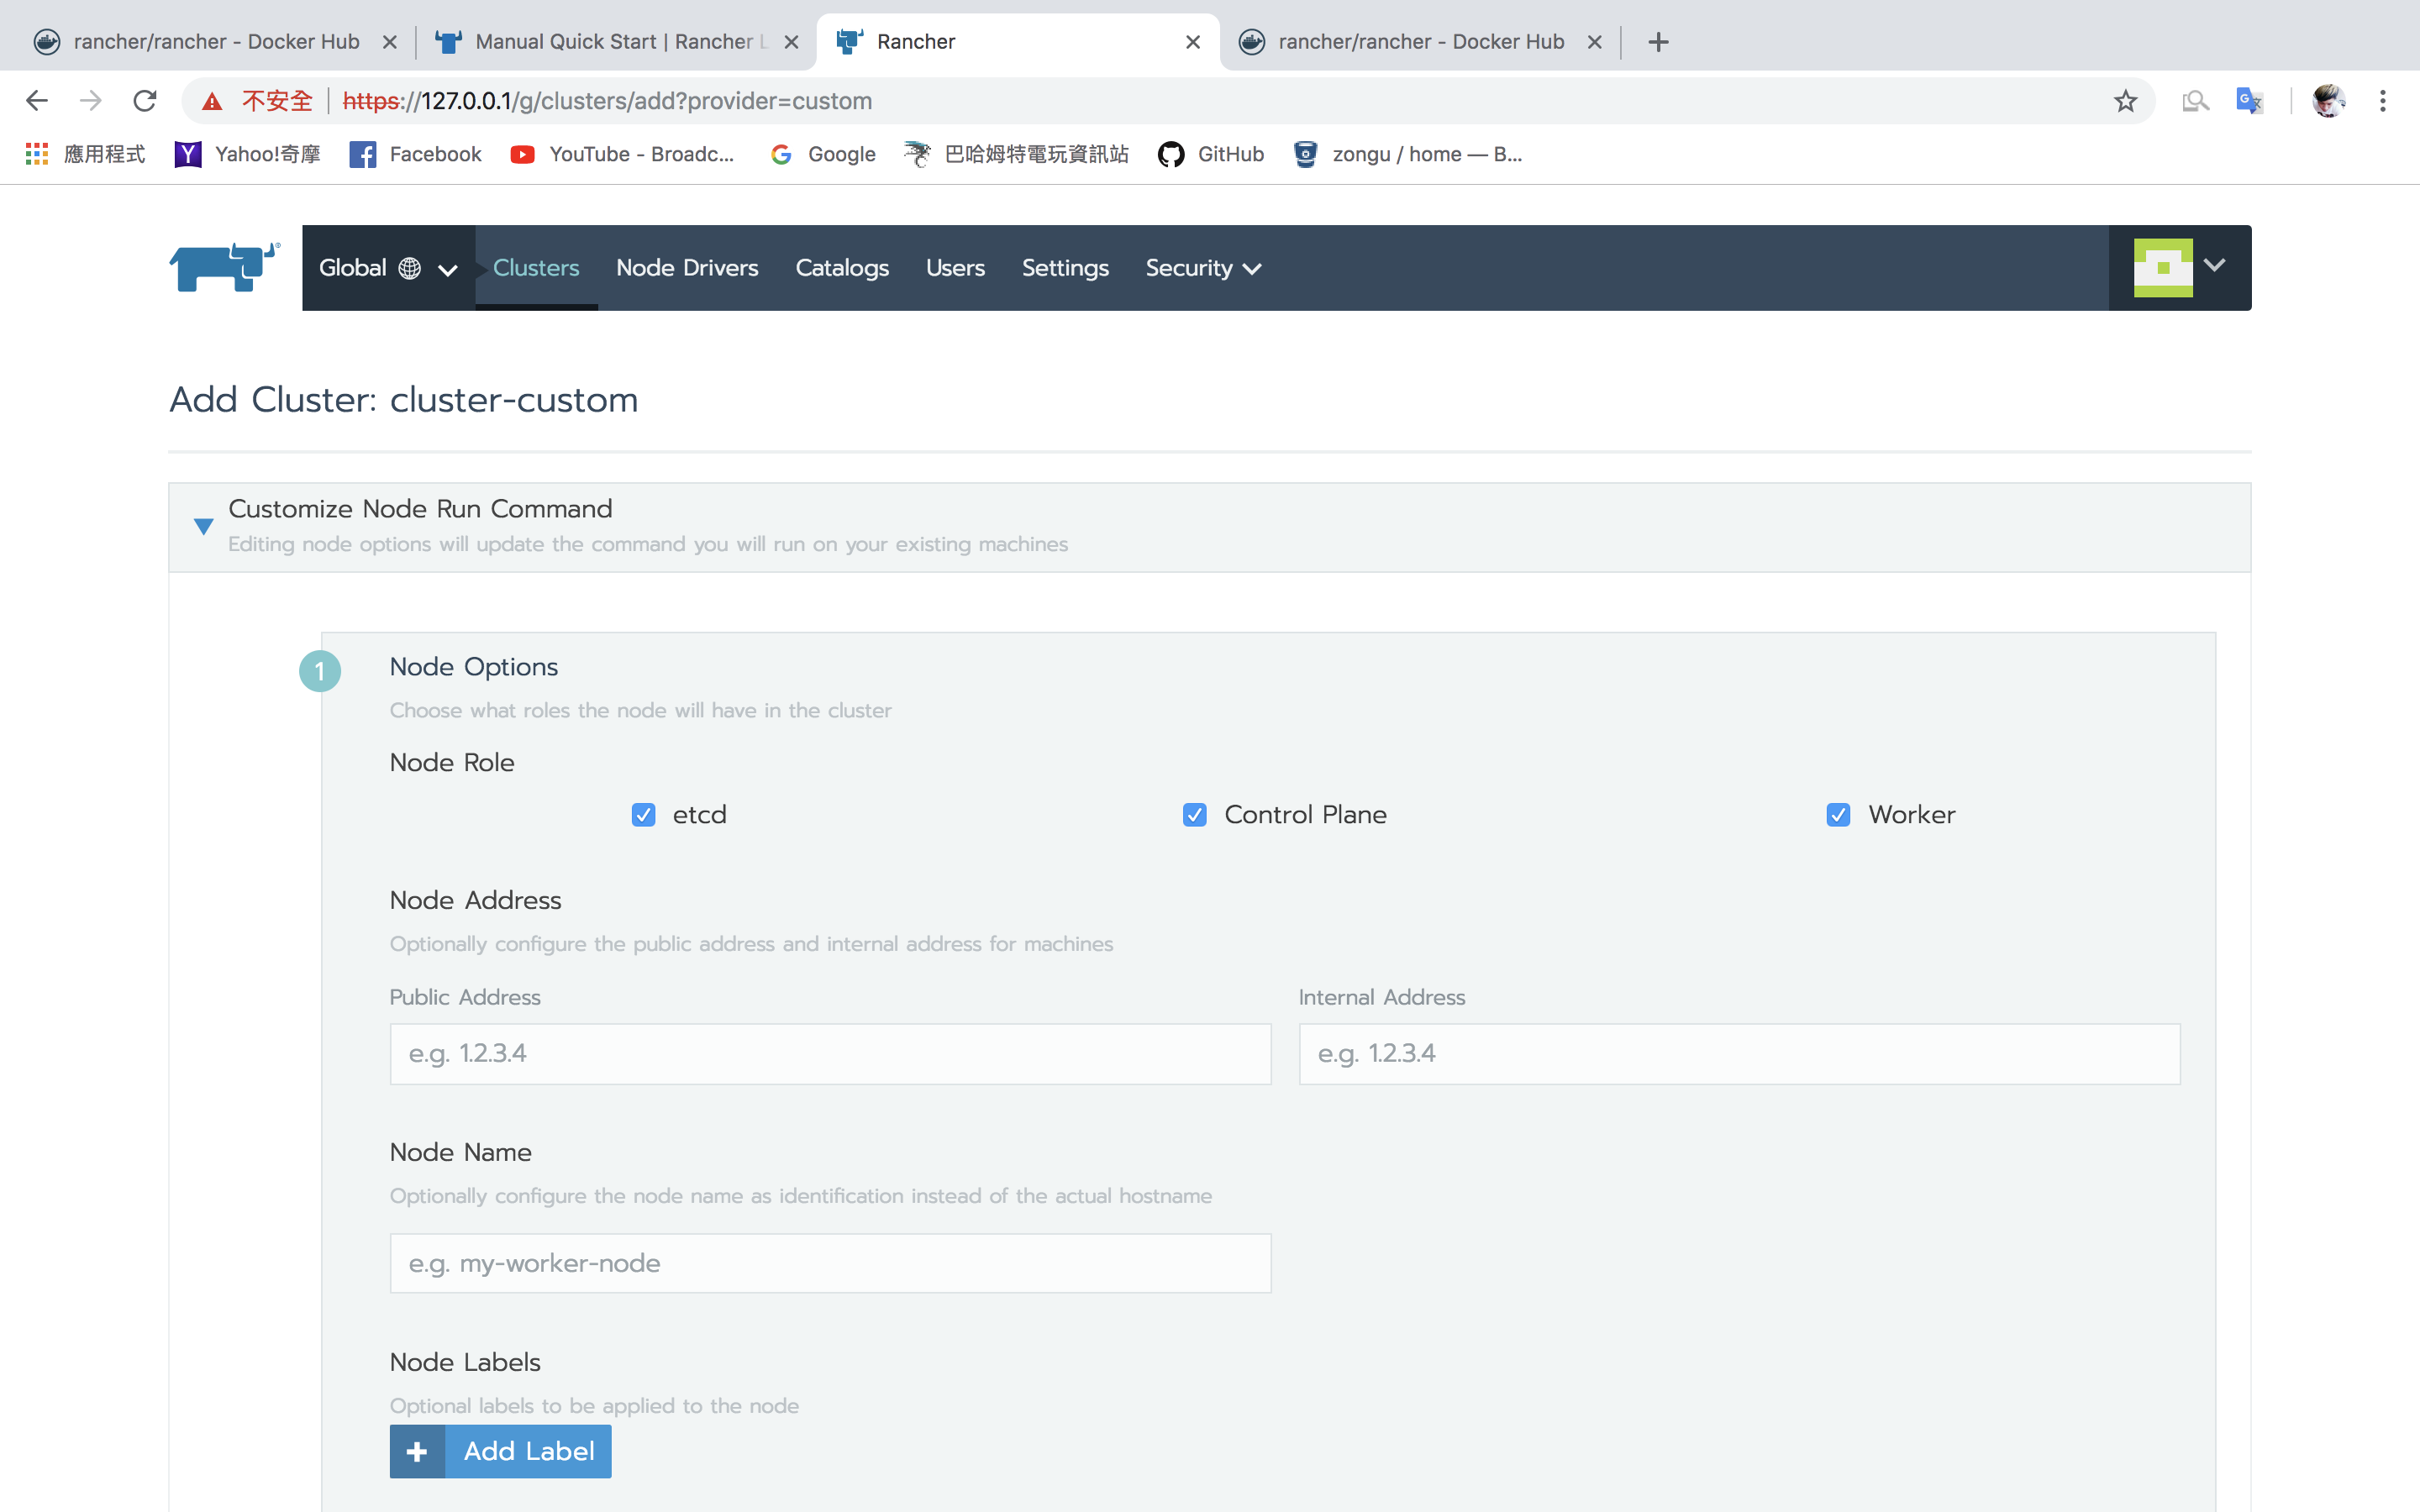 rancher/rancher - Docker Hub
Manual Quick Start | Rancher L
Rancher
rancher/rancher - Docker Hub
不安全 https://127.0.0.1/g/clusters/add?provider=custom
應用程式 Yahoo!奇摩 Facebook YouTube - Broadc... Google 巴哈姆特電玩資訊站 GitHub zongu / home — B...
Global Clusters Node Drivers Catalogs Users Settings Security
Add Cluster: cluster-custom
Customize Node Run Command
Editing node options will update the command you will run on your existing machines
1
Node Options
Choose what roles the node will have in the cluster
Node Role
etcd Control Plane Worker
Node Address
Optionally configure the public address and internal address for machines
Public Address Internal Address
e.g. 1.2.3.4 e.g. 1.2.3.4
Node Name
Optionally configure the node name as identification instead of the actual hostname
e.g. my-worker-node
Node Labels
Optional labels to be applied to the node
+ Add Label